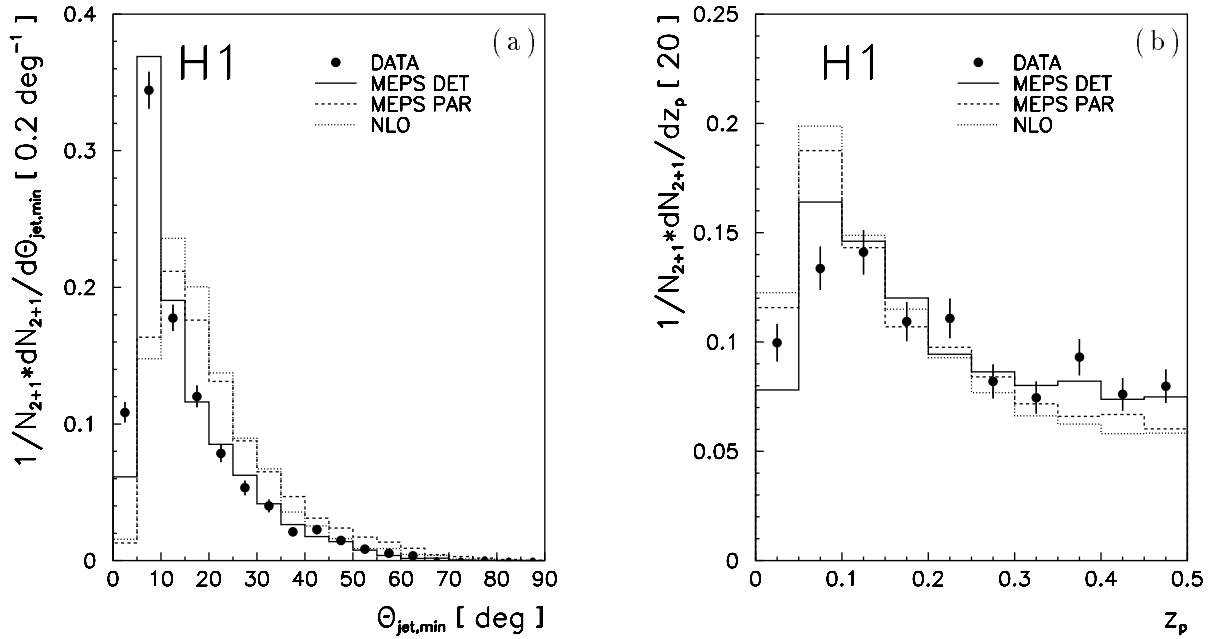 1/N2+1*dN2+1/dΘjet,min [ 0.2 deg−1 ]
0.4
0.3
0.2
0.1
0
H1
(a)
DATA
MEPS DET
MEPS PAR
NLO
0 10 20 30 40 50 60 70 80 90
Θjet,min [ deg ]
1/N2+1*dN2+1/dzp [ 20 ]
0.25
0.2
0.15
0.1
0.05
0
H1
(b)
DATA
MEPS DET
MEPS PAR
NLO
0 0.1 0.2 0.3 0.4 0.5
zp